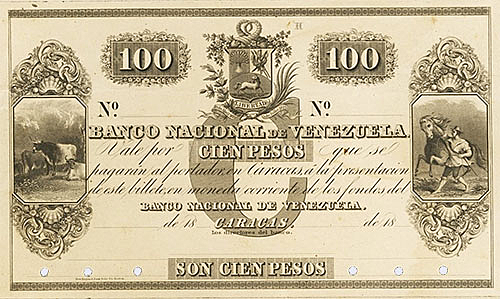 H
100 100
LIBERTAD
Nº Nº
BANCO NACIONAL DE VENEZUELA.
Vale por CIEN PESOS que se
pagarán al portador, en Caracas, a la presentacion
de este billete, en moneda corriente de los fondos del
BANCO NACIONAL DE VENEZUELA.
de 18 CARACAS. de 18
Los directores del banco.
SON CIEN PESOS